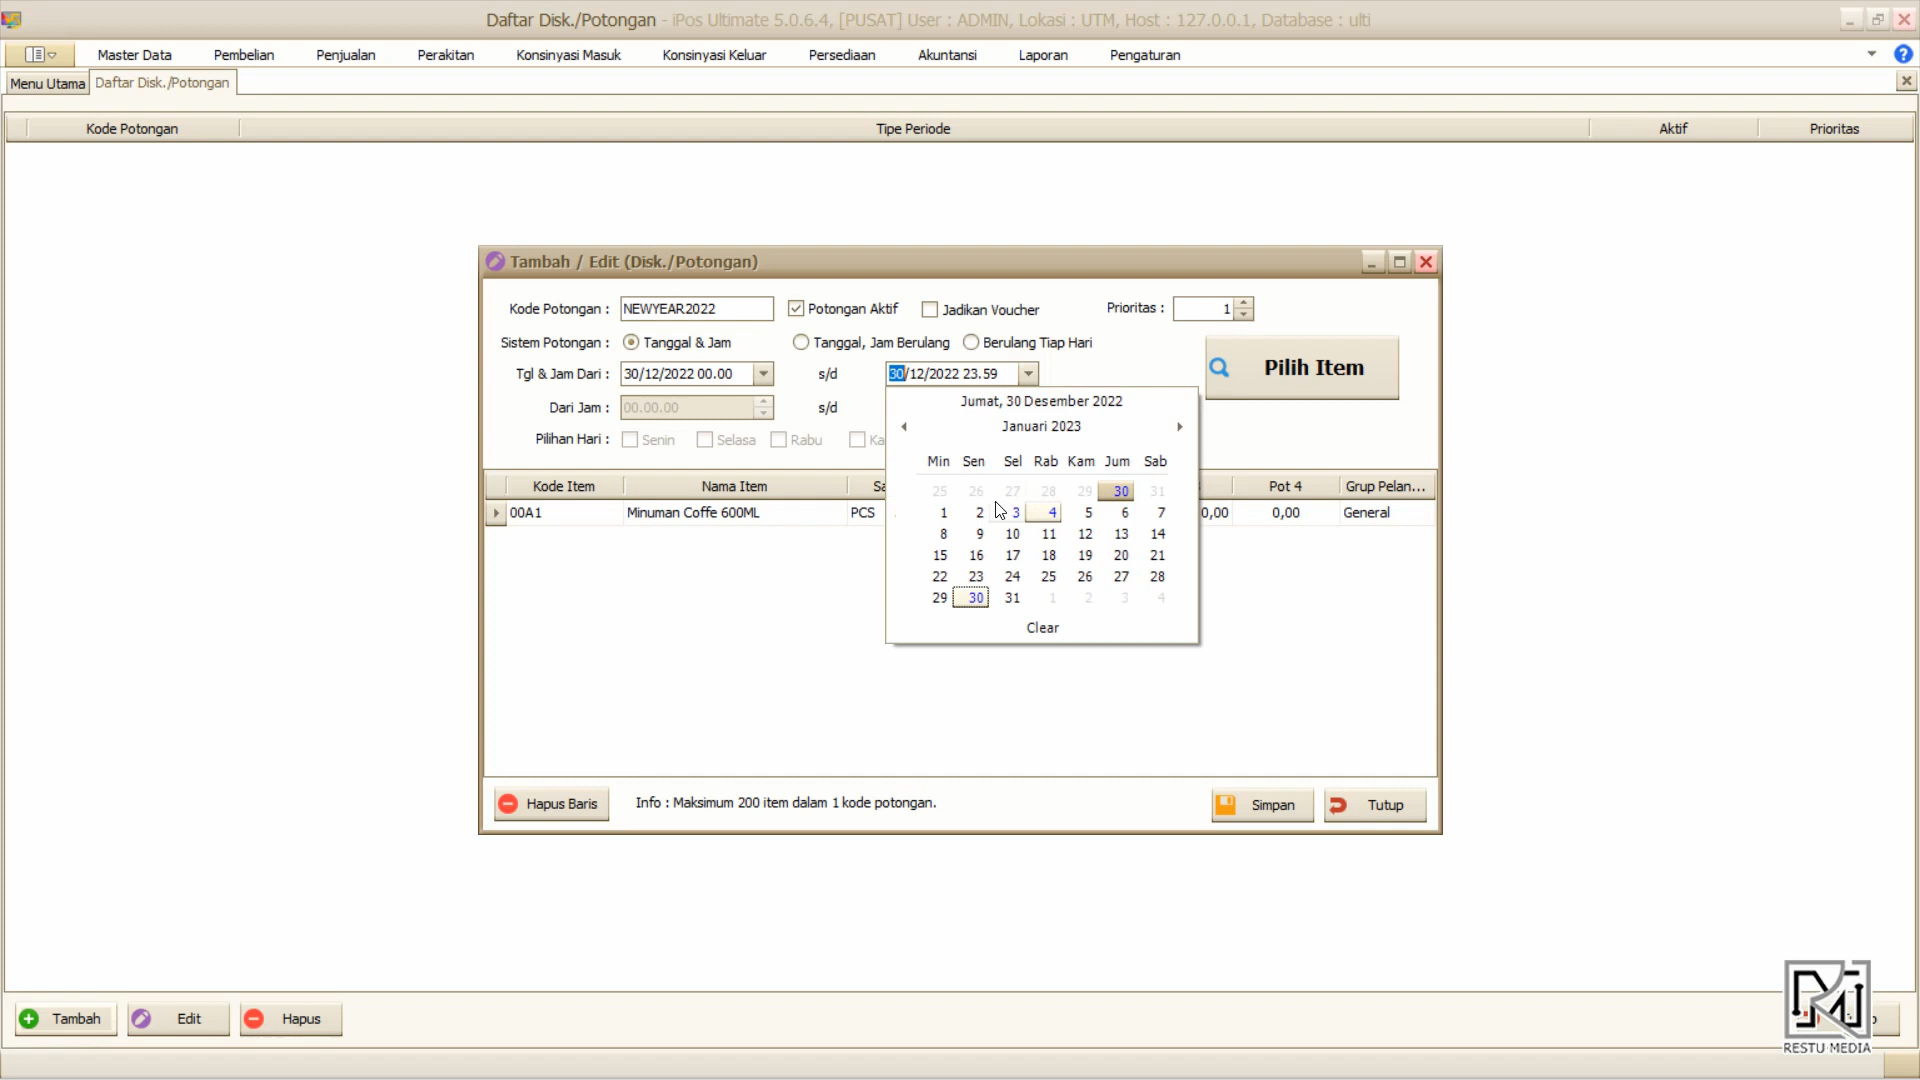 Daftar Disk./Potongan - iPos Ultimate 5.0.6.4, [PUSAT] User : ADMIN, Lokasi : UTM, Host : 127.0.0.1, Database : ulti
Master Data Pembelian Penjualan Perakitan Konsinyasi Masuk Konsinyasi Keluar Persediaan Akuntansi Laporan Pengaturan
Menu Utama Daftar Disk./Potongan
Kode Potongan Tipe Periode Aktif Prioritas
Tambah / Edit (Disk./Potongan)
Kode Potongan : NEWYEAR2022 Potongan Aktif Jadikan Voucher Prioritas : 1
Sistem Potongan : Tanggal & Jam Tanggal, Jam Berulang Berulang Tiap Hari
Pilih Item
Tgl & Jam Dari : 30/12/2022 00.00 s/d 30/12/2022 23.59
Dari Jam : 00.00.00 s/d
Pilihan Hari : Senin Selasa Rabu Ka
Jumat, 30 Desember 2022
Januari 2023
Min Sen Sel Rab Kam Jum Sab
25 26 27 28 29 30 31
1 2 3 4 5 6 7
8 9 10 11 12 13 14
15 16 17 18 19 20 21
22 23 24 25 26 27 28
29 30 31 1 2 3 4
Clear
Kode Item Nama Item Sa Pot 4 Grup Pelan...
00A1 Minuman Coffe 600ML PCS 0,00 0,00 General
Hapus Baris Info : Maksimum 200 item dalam 1 kode potongan. Simpan Tutup
Tambah Edit Hapus
RESTU MEDIA